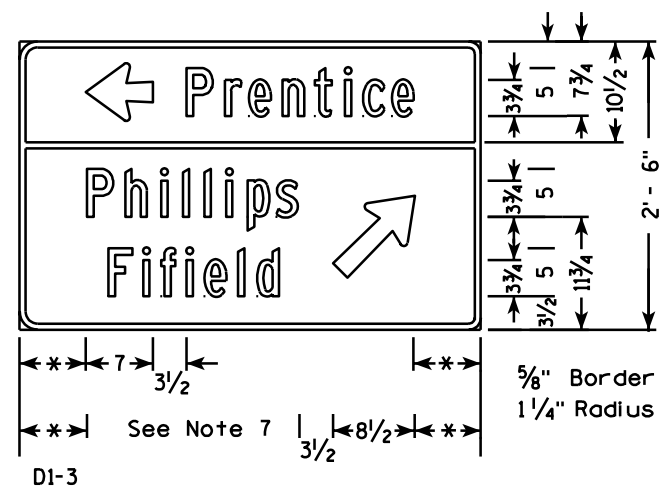 Prentice
Phillips
Fifield
3¾ 5 7¾ 10½
3¾ 5
3¾ 5 11¾
3½
2' - 6"
* 7 3½ *
* See Note 7 3½ 8½ *
⅝" Border
1¼" Radius
D1-3